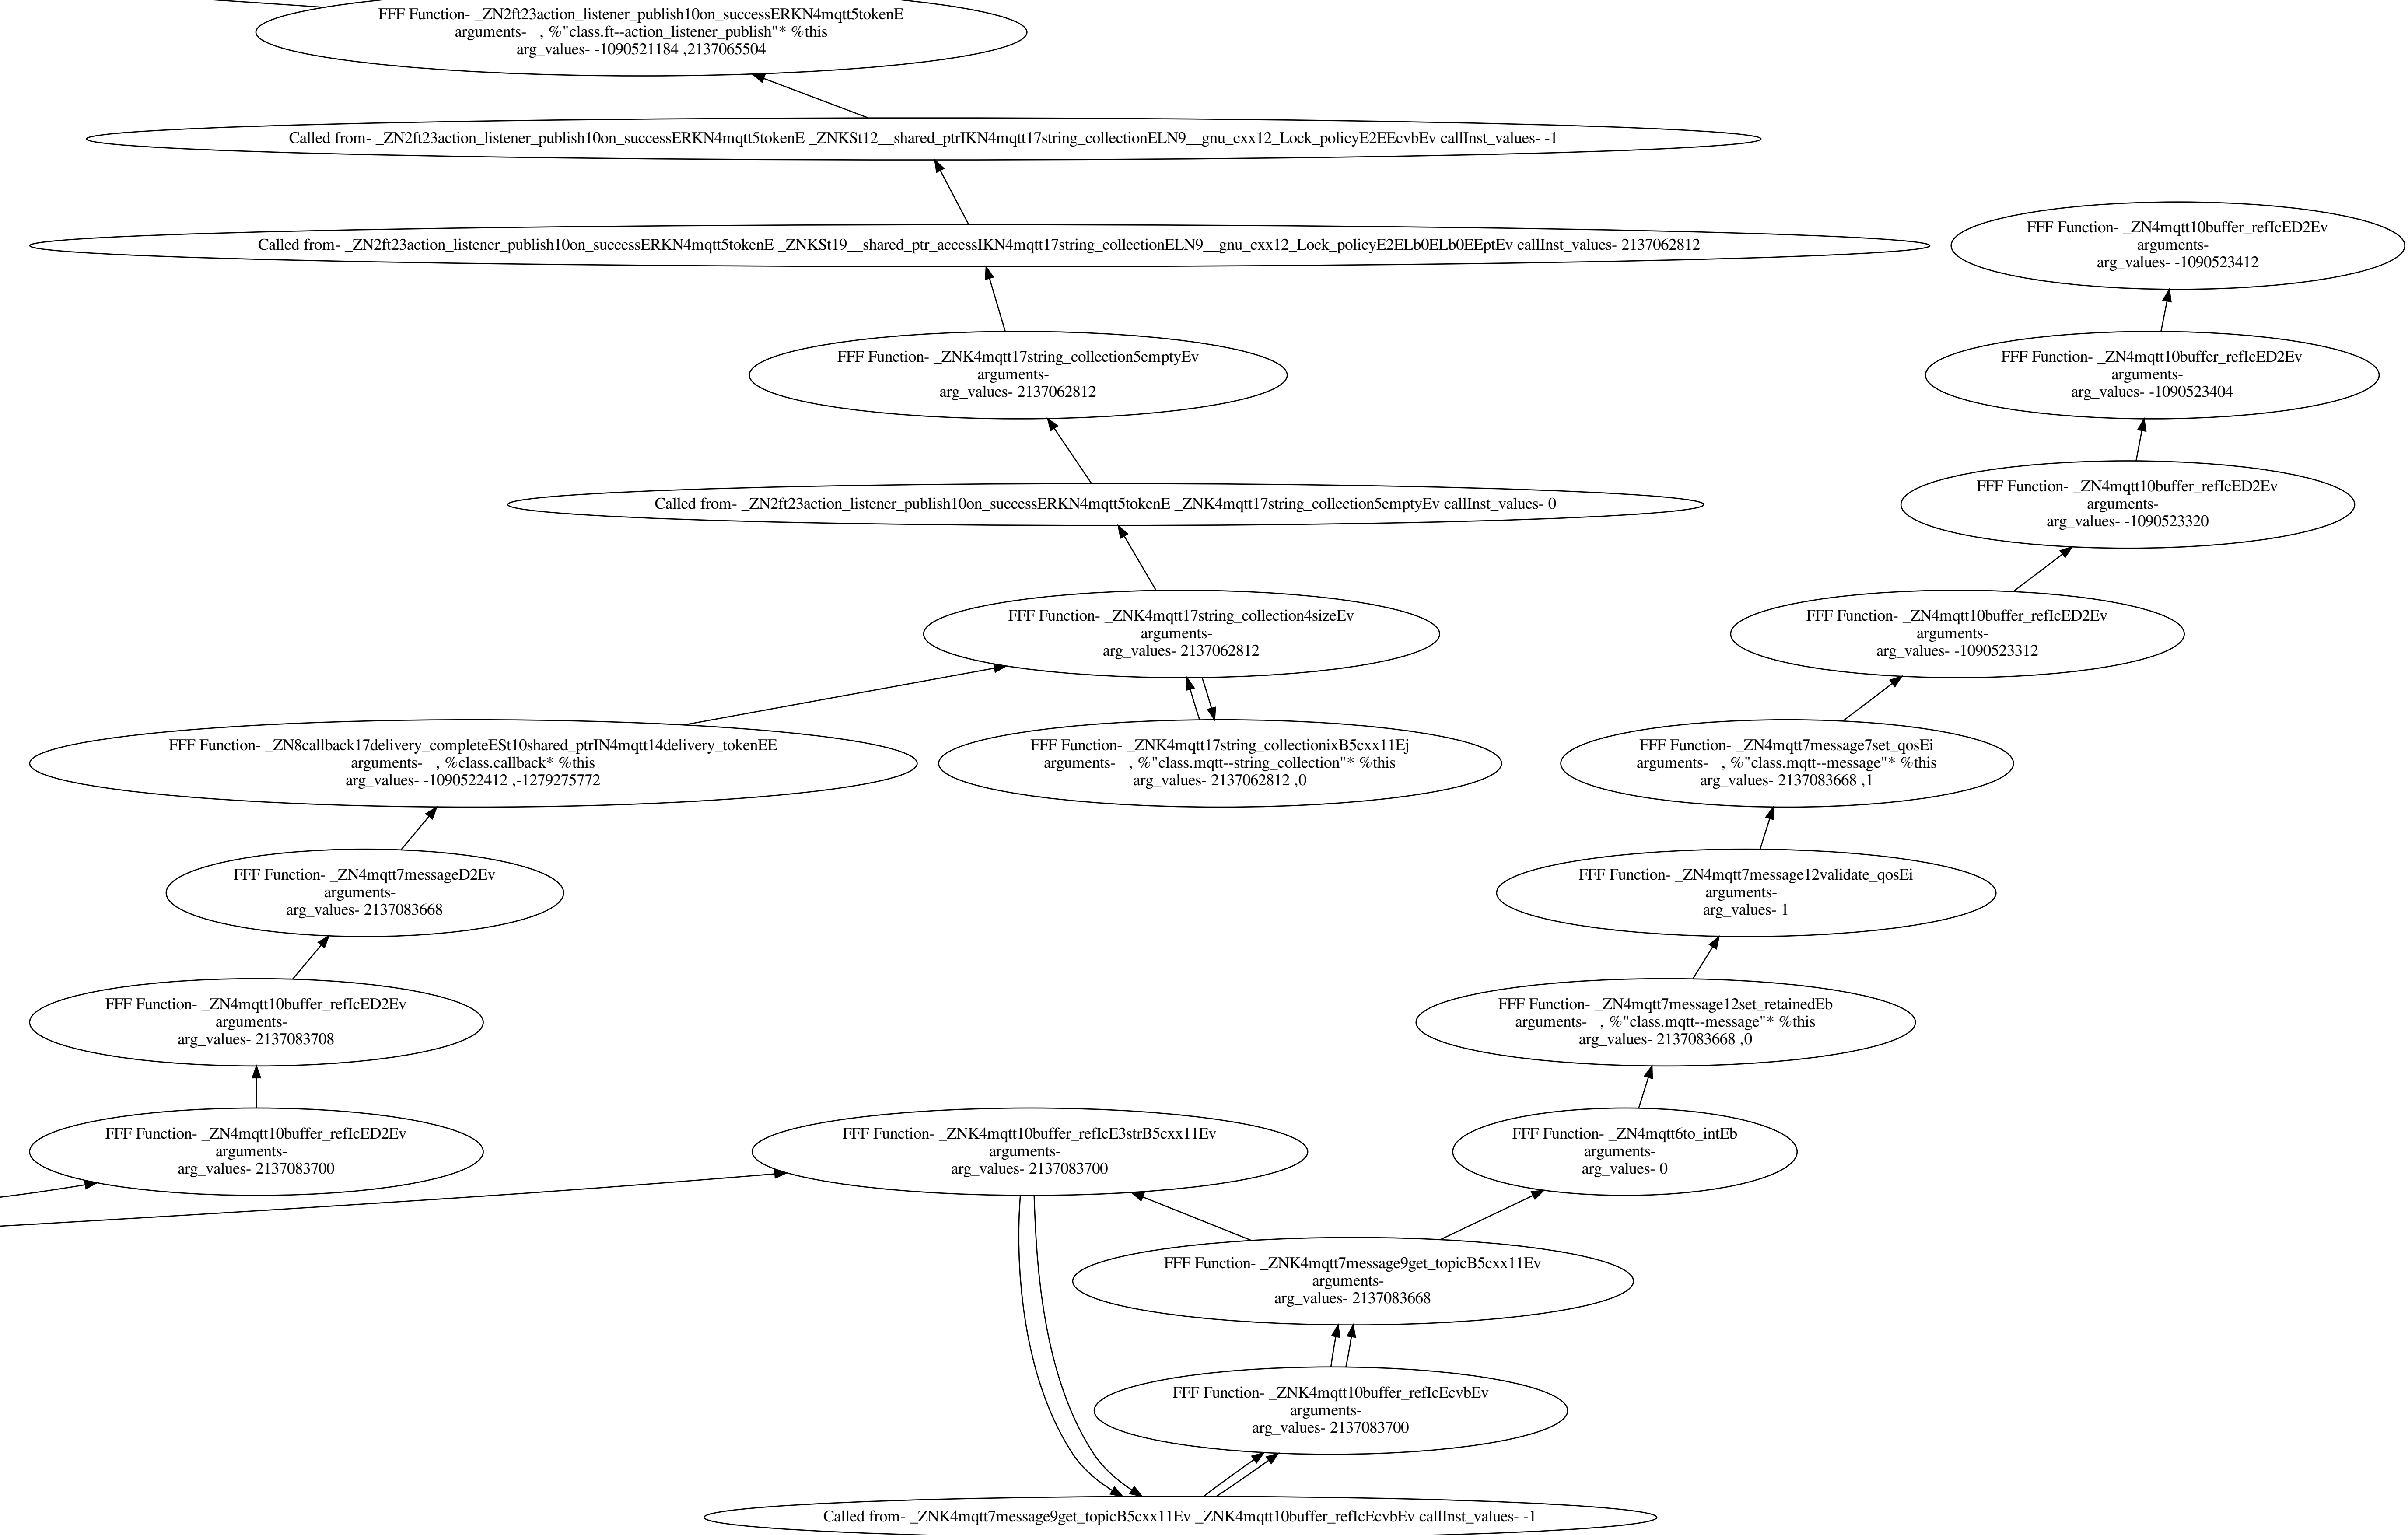 FFF Function- _ZN2ft23action_listener_publish10on_successERKN4mqtt5tokenE
arguments-   , %"class.ft--action_listener_publish"* %this
arg_values- -1090521184 ,2137065504
Called from- _ZN2ft23action_listener_publish10on_successERKN4mqtt5tokenE _ZNKSt12__shared_ptrIKN4mqtt17string_collectionELN9__gnu_cxx12_Lock_policyE2EEcvbEv callInst_values- -1
Called from- _ZN2ft23action_listener_publish10on_successERKN4mqtt5tokenE _ZNKSt19__shared_ptr_accessIKN4mqtt17string_collectionELN9__gnu_cxx12_Lock_policyE2ELb0ELb0EEptEv callInst_values- 2137062812
FFF Function- _ZN4mqtt10buffer_refIcED2Ev
arguments-
arg_values- -1090523412
FFF Function- _ZNK4mqtt17string_collection5emptyEv
arguments-
arg_values- 2137062812
FFF Function- _ZN4mqtt10buffer_refIcED2Ev
arguments-
arg_values- -1090523404
Called from- _ZN2ft23action_listener_publish10on_successERKN4mqtt5tokenE _ZNK4mqtt17string_collection5emptyEv callInst_values- 0
FFF Function- _ZN4mqtt10buffer_refIcED2Ev
arguments-
arg_values- -1090523320
FFF Function- _ZNK4mqtt17string_collection4sizeEv
arguments-
arg_values- 2137062812
FFF Function- _ZN4mqtt10buffer_refIcED2Ev
arguments-
arg_values- -1090523312
FFF Function- _ZN8callback17delivery_completeESt10shared_ptrIN4mqtt14delivery_tokenEE
arguments-   , %class.callback* %this
arg_values- -1090522412 ,-1279275772
FFF Function- _ZNK4mqtt17string_collectionixB5cxx11Ej
arguments-   , %"class.mqtt--string_collection"* %this
arg_values- 2137062812 ,0
FFF Function- _ZN4mqtt7message7set_qosEi
arguments-   , %"class.mqtt--message"* %this
arg_values- 2137083668 ,1
FFF Function- _ZN4mqtt7messageD2Ev
arguments-
arg_values- 2137083668
FFF Function- _ZN4mqtt7message12validate_qosEi
arguments-
arg_values- 1
FFF Function- _ZN4mqtt10buffer_refIcED2Ev
arguments-
arg_values- 2137083708
FFF Function- _ZN4mqtt7message12set_retainedEb
arguments-   , %"class.mqtt--message"* %this
arg_values- 2137083668 ,0
FFF Function- _ZN4mqtt10buffer_refIcED2Ev
arguments-
arg_values- 2137083700
FFF Function- _ZNK4mqtt10buffer_refIcE3strB5cxx11Ev
arguments-
arg_values- 2137083700
FFF Function- _ZN4mqtt6to_intEb
arguments-
arg_values- 0
FFF Function- _ZNK4mqtt7message9get_topicB5cxx11Ev
arguments-
arg_values- 2137083668
FFF Function- _ZNK4mqtt10buffer_refIcEcvbEv
arguments-
arg_values- 2137083700
Called from- _ZNK4mqtt7message9get_topicB5cxx11Ev _ZNK4mqtt10buffer_refIcEcvbEv callInst_values- -1